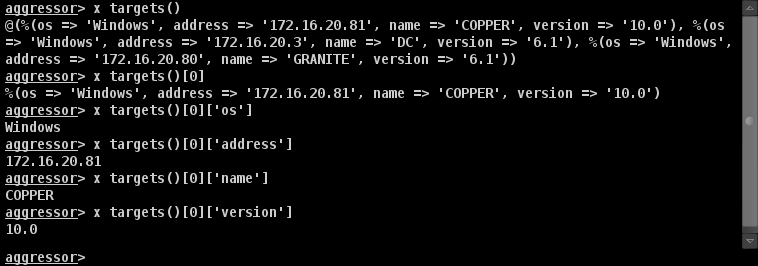 aggressor> x targets()
@(%(os => 'Windows', address => '172.16.20.81', name => 'COPPER', version => '10.0'), %(os
=> 'Windows', address => '172.16.20.3', name => 'DC', version => '6.1'), %(os => 'Windows',
address => '172.16.20.80', name => 'GRANITE', version => '6.1'))
aggressor> x targets()[0]
%(os => 'Windows', address => '172.16.20.81', name => 'COPPER', version => '10.0')
aggressor> x targets()[0]['os']
Windows
aggressor> x targets()[0]['address']
172.16.20.81
aggressor> x targets()[0]['name']
COPPER
aggressor> x targets()[0]['version']
10.0
aggressor>